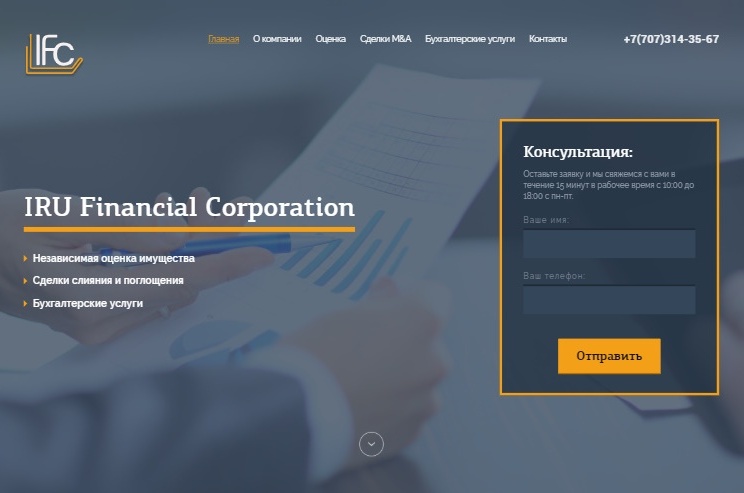 IFC
Главная О компании Оценка Сделки M&A Бухгалтерские услуги Контакты
+7(707)314-35-67
IRU Financial Corporation
Независимая оценка имущества
Сделки слияния и поглощения
Бухгалтерские услуги
Консультация:
Оставьте заявку и мы свяжемся с вами в
течение 15 минут в рабочее время с 10:00 до
18:00 с пн-пт.
Ваше имя:
Ваш телефон:
Отправить